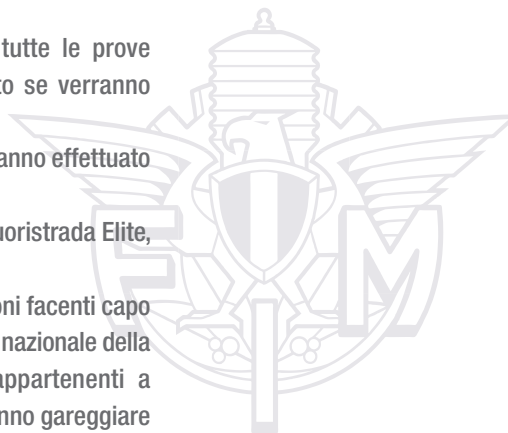 tutte le prove
to se verranno
anno effettuato
uoristrada Elite,
oni facenti capo
nazionale della
appartenenti a
nno gareggiare
F M